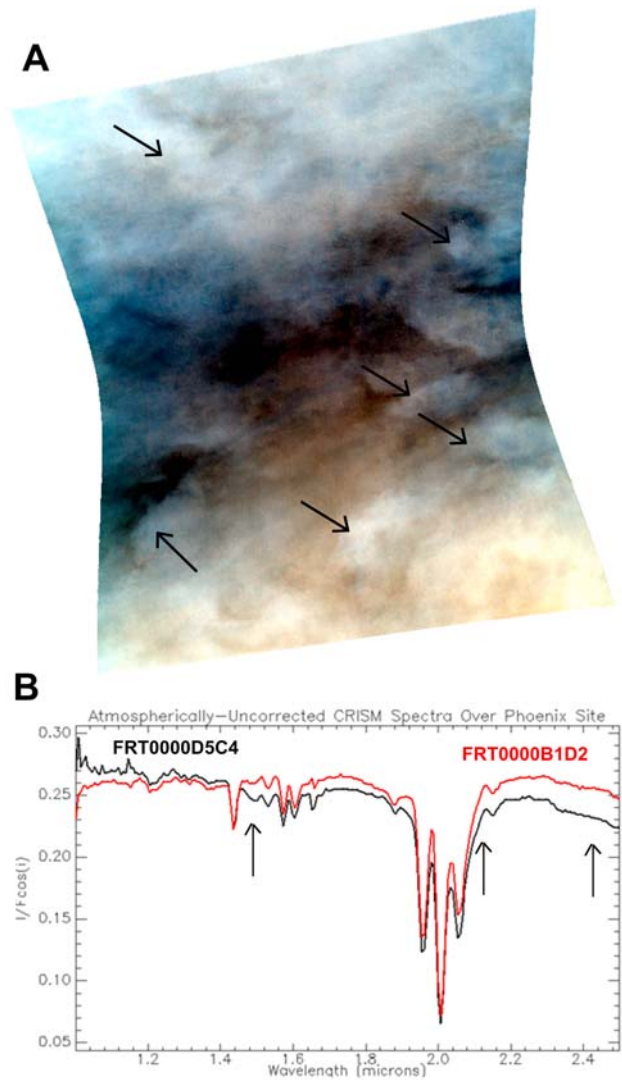 A
B
Atmospherically-Uncorrected CRISM Spectra Over Phoenix Site
FRT0000D5C4
FRT0000B1D2
0.30
0.25
0.20
0.15
0.10
0.05
I/Fcos(i)
1.2 1.4 1.6 1.8 2.0 2.2 2.4
Wavelength (microns)